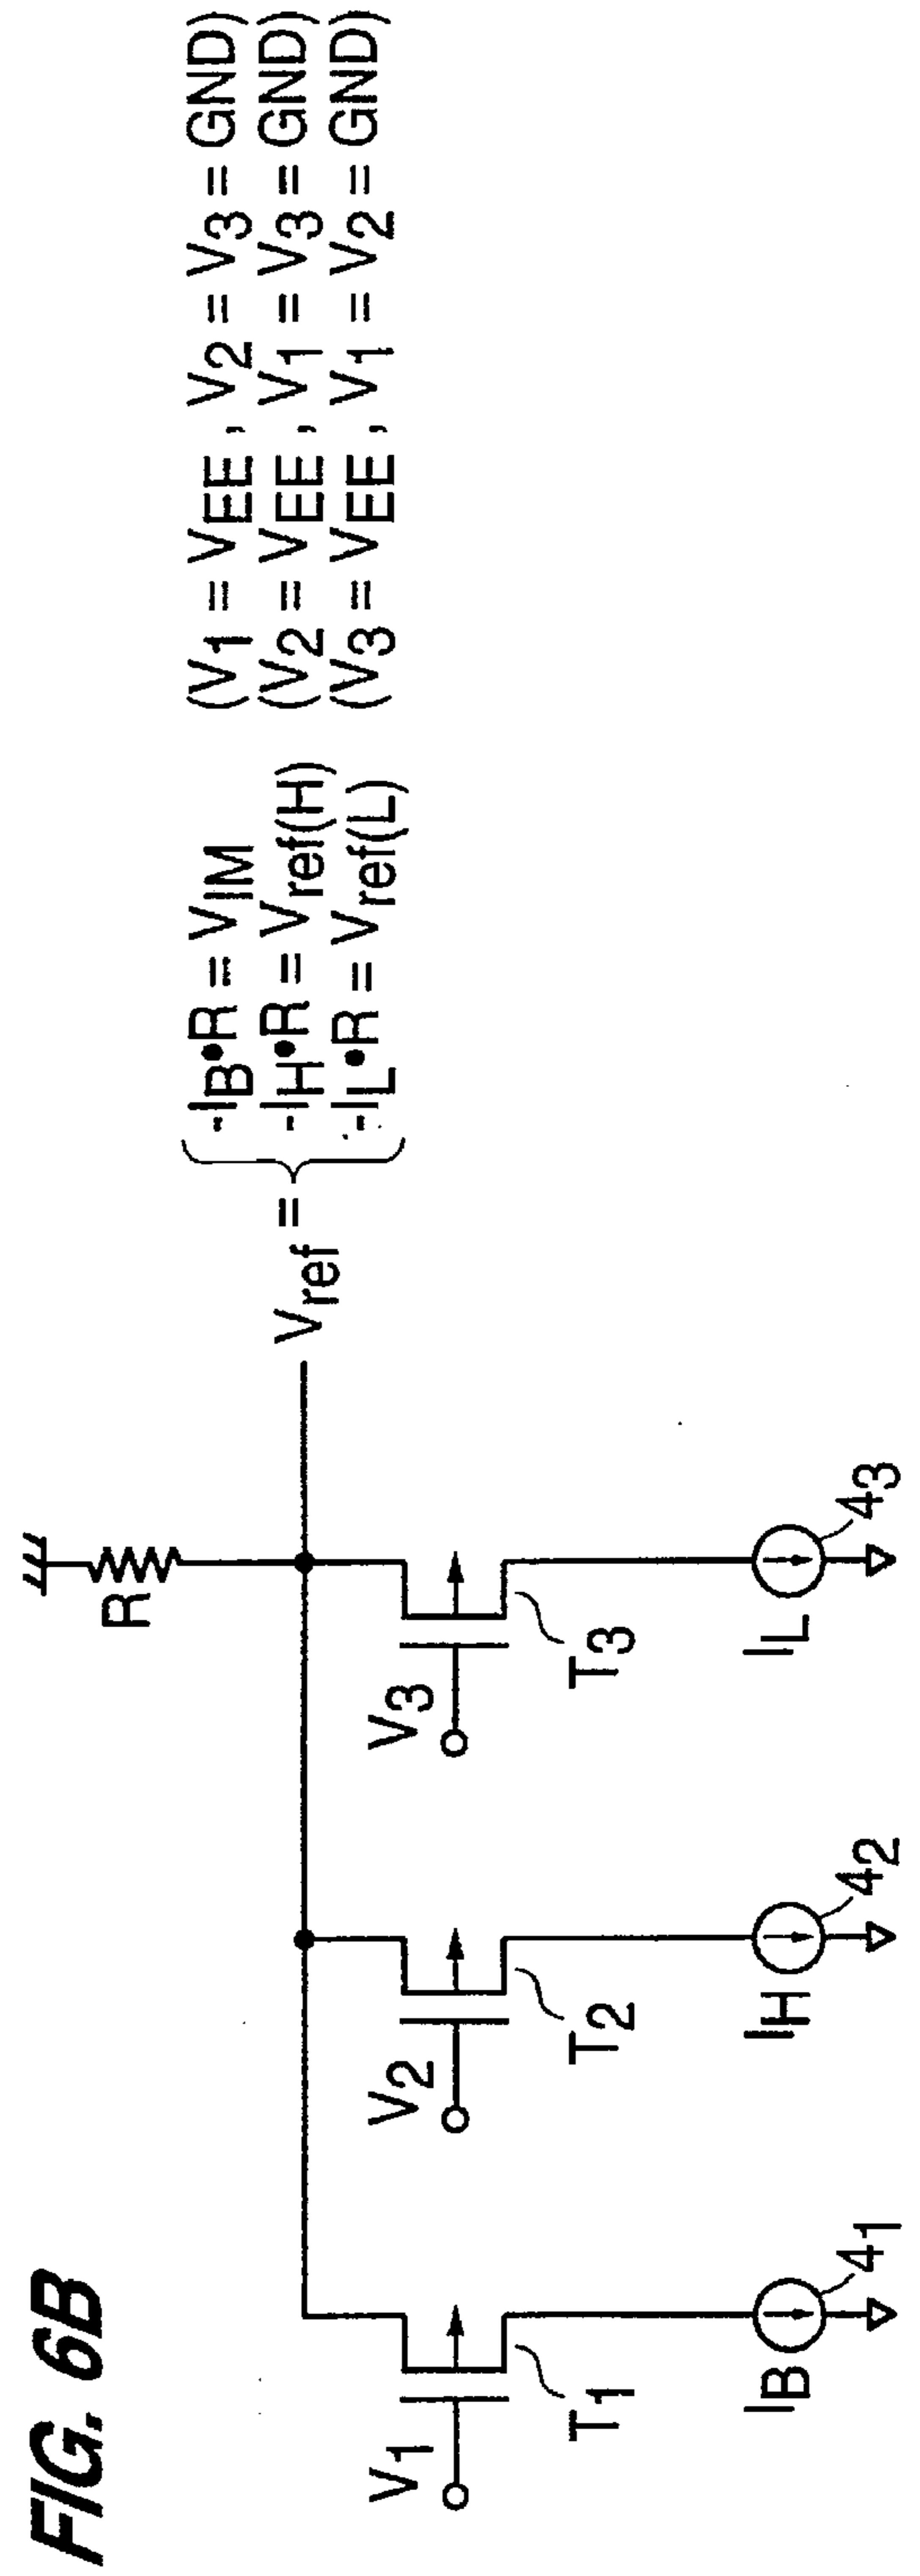 FIG. 6B
R
V1
V2
V3
T1
T2
T3
IB
IH
IL
41
42
43
Vref =
-IB•R = VIM (V1 = VEE, V2 = V3 = GND)
-IH•R = Vref(H) (V2 = VEE, V1 = V3 = GND)
-IL•R = Vref(L) (V3 = VEE, V1 = V2 = GND)